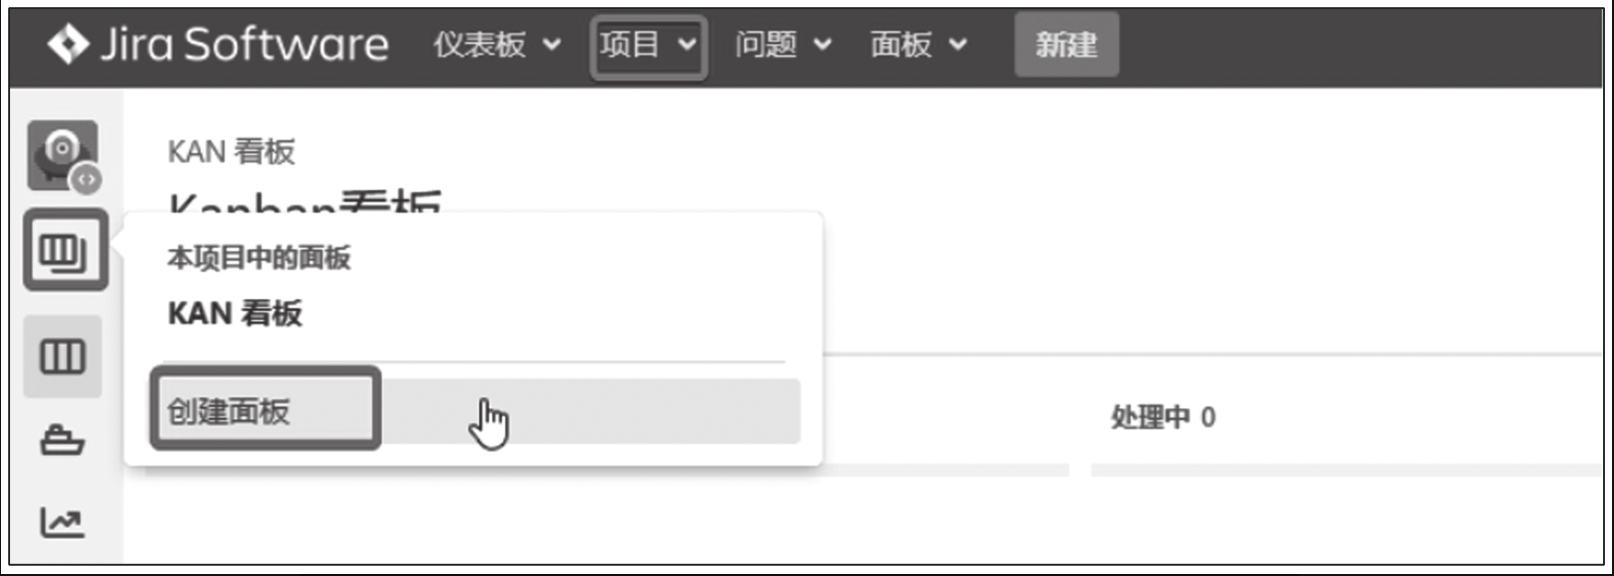 Jira Software 仪表板 项目 问题 面板 新建
KAN 看板
Kanban看板
本项目中的面板
KAN 看板
创建面板
处理中 0